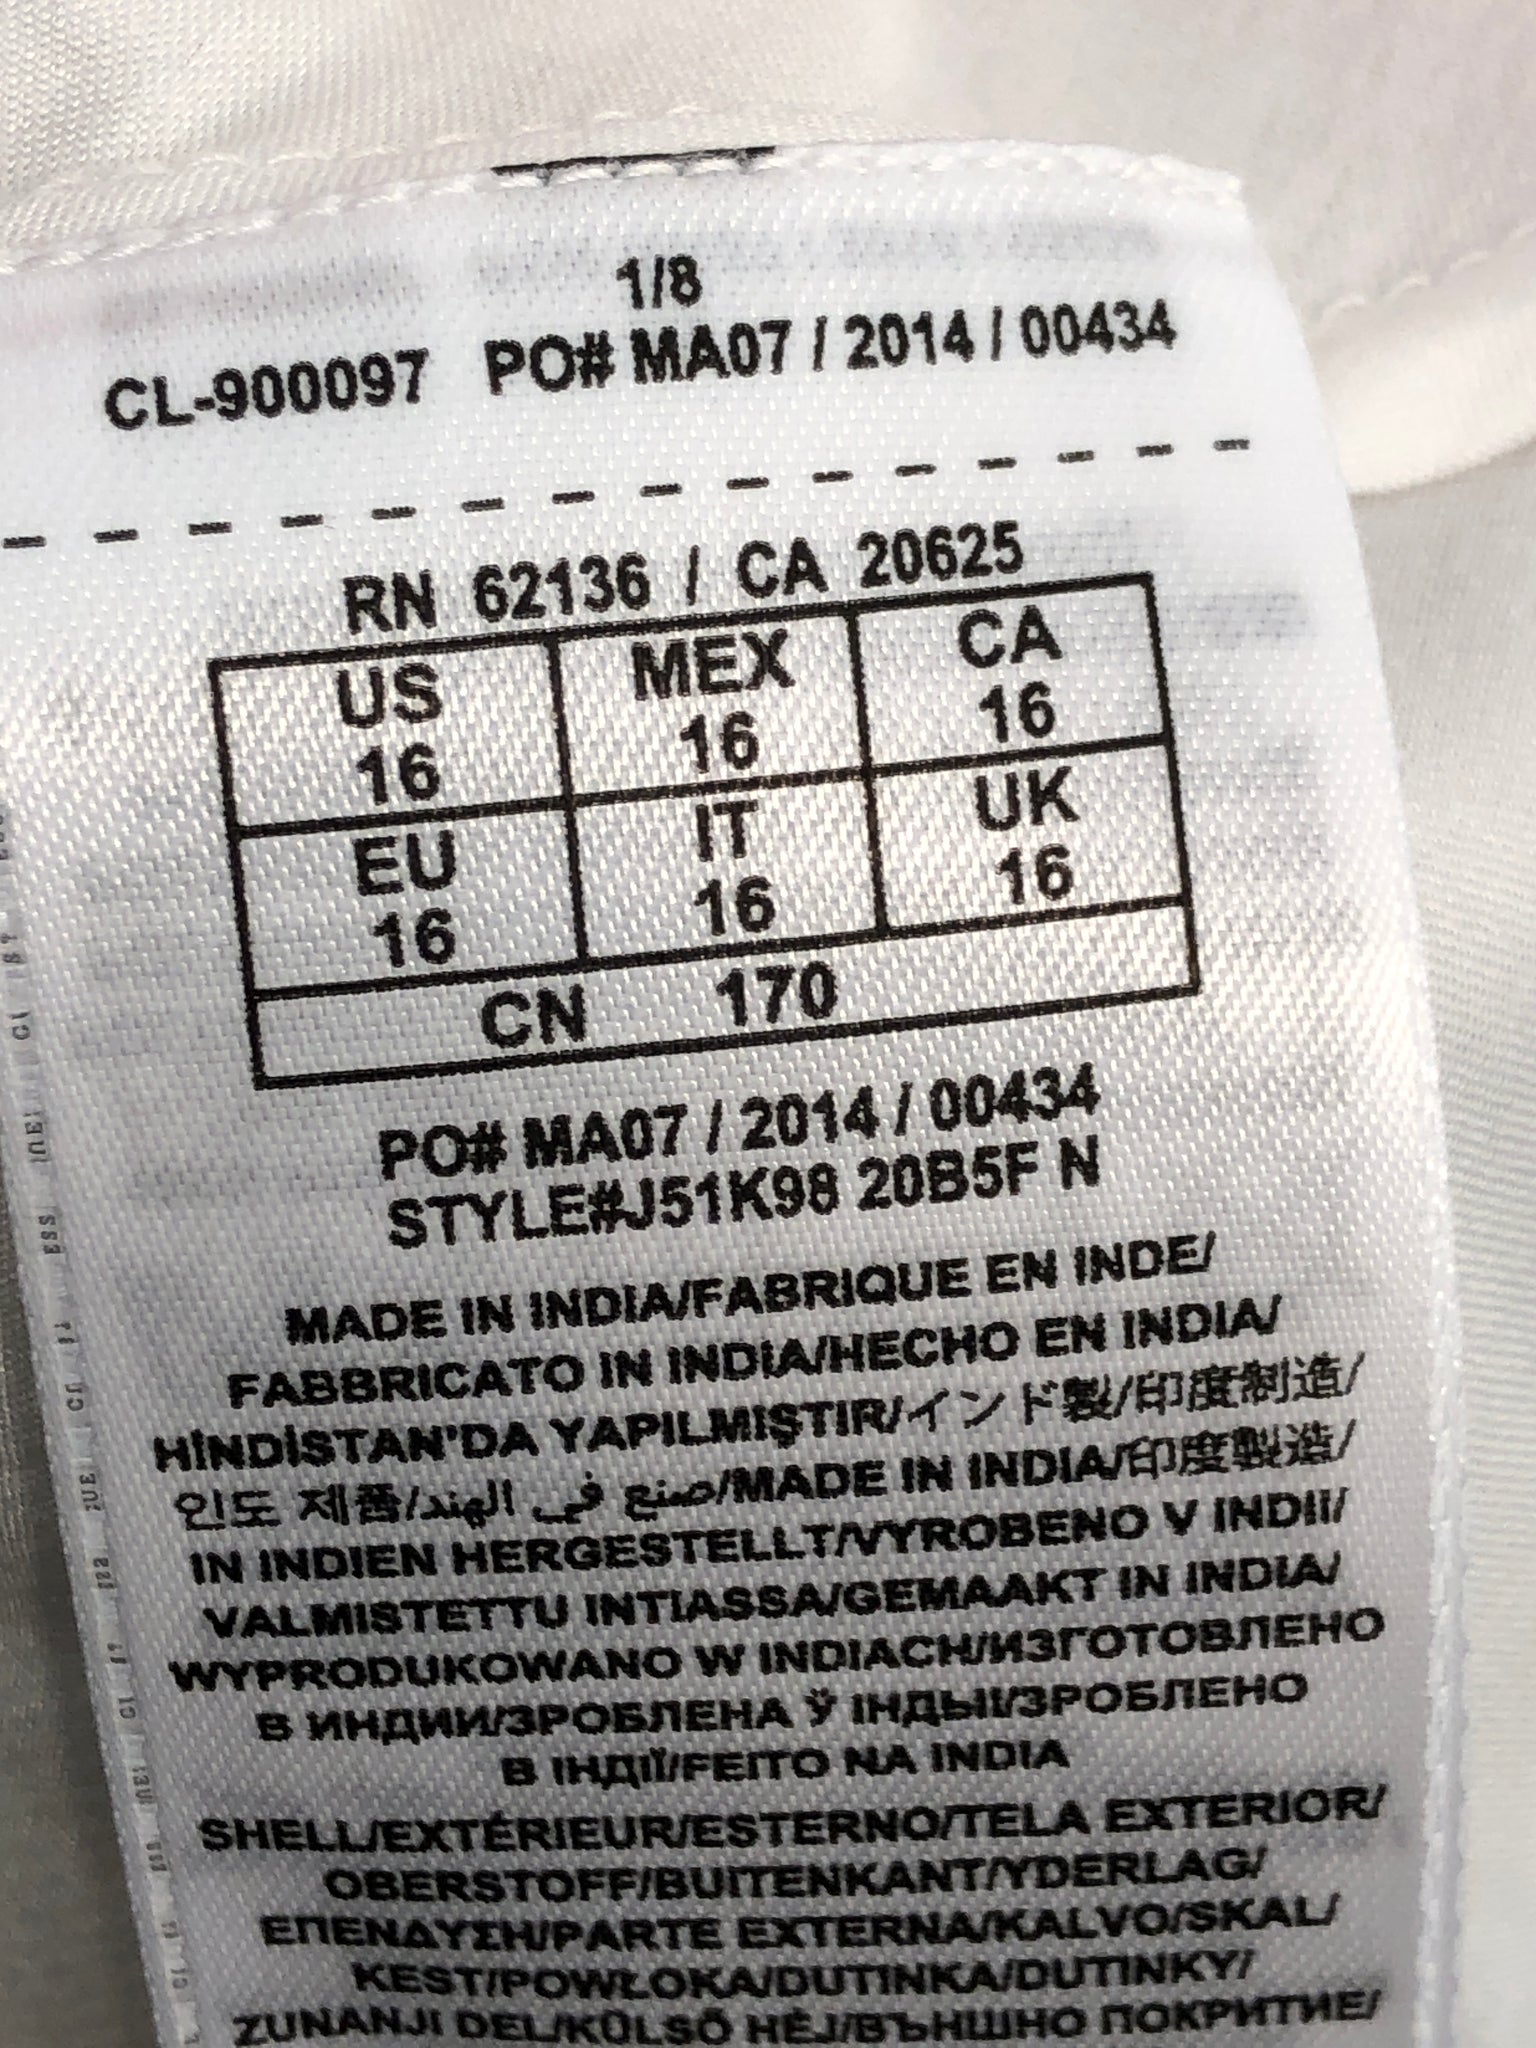 1/8
CL-900097 PO# MA07 / 2014 / 00434
RN 62136 / CA 20625
US MEX CA
16 16 16
EU IT UK
16 16 16
CN 170
PO# MA07 / 2014 / 00434
STYLE#J51K98 20B5F N
MADE IN INDIA/FABRIQUE EN INDE/
FABBRICATO IN INDIA/HECHO EN INDIA/
HİNDİSTAN'DA YAPILMIŞTIR/インド製/印度制造/
인도 제품/صنع في الهند/MADE IN INDIA/印度製造/
IN INDIEN HERGESTELLT/VYROBENO V INDII/
VALMISTETTU INTIASSA/GEMAAKT IN INDIA/
WYPRODUKOWANO W INDIACH/ИЗГОТОВЛЕНО
В ИНДИИ/ЗРОБЛЕНА Ў ІНДЫІ/ЗРОБЛЕНО
В ІНДІЇ/FEITO NA INDIA
SHELL/EXTÉRIEUR/ESTERNO/TELA EXTERIOR/
OBERSTOFF/BUITENKANT/YDERLAG/
ΕΠΕΝΔΥΣΗ/PARTE EXTERNA/KALVO/SKAL/
KEST/POWŁOKA/DUTINKA/DUTINKY/
ZUNANJI DEL/KÜLSŐ HÉJ/ВЪНШНО ПОКРИТИЕ/